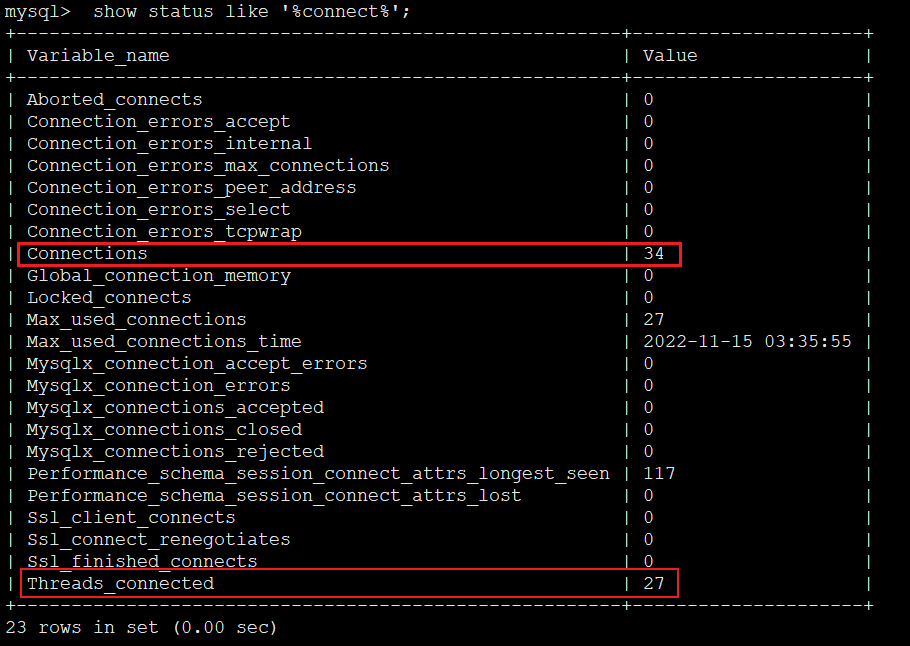 mysql>  show status like '%connect%';
+-------------------------------------------------------+---------------------+
| Variable_name                                         | Value               |
+-------------------------------------------------------+---------------------+
| Aborted_connects                                      | 0                   |
| Connection_errors_accept                              | 0                   |
| Connection_errors_internal                            | 0                   |
| Connection_errors_max_connections                     | 0                   |
| Connection_errors_peer_address                        | 0                   |
| Connection_errors_select                              | 0                   |
| Connection_errors_tcpwrap                             | 0                   |
| Connections                                           | 34                  |
| Global_connection_memory                              | 0                   |
| Locked_connects                                       | 0                   |
| Max_used_connections                                  | 27                  |
| Max_used_connections_time                             | 2022-11-15 03:35:55 |
| Mysqlx_connection_accept_errors                       | 0                   |
| Mysqlx_connection_errors                              | 0                   |
| Mysqlx_connections_accepted                           | 0                   |
| Mysqlx_connections_closed                             | 0                   |
| Mysqlx_connections_rejected                           | 0                   |
| Performance_schema_session_connect_attrs_longest_seen | 117                 |
| Performance_schema_session_connect_attrs_lost         | 0                   |
| Ssl_client_connects                                   | 0                   |
| Ssl_connect_renegotiates                              | 0                   |
| Ssl_finished_connects                                 | 0                   |
| Threads_connected                                     | 27                  |
+-------------------------------------------------------+---------------------+
23 rows in set (0.00 sec)